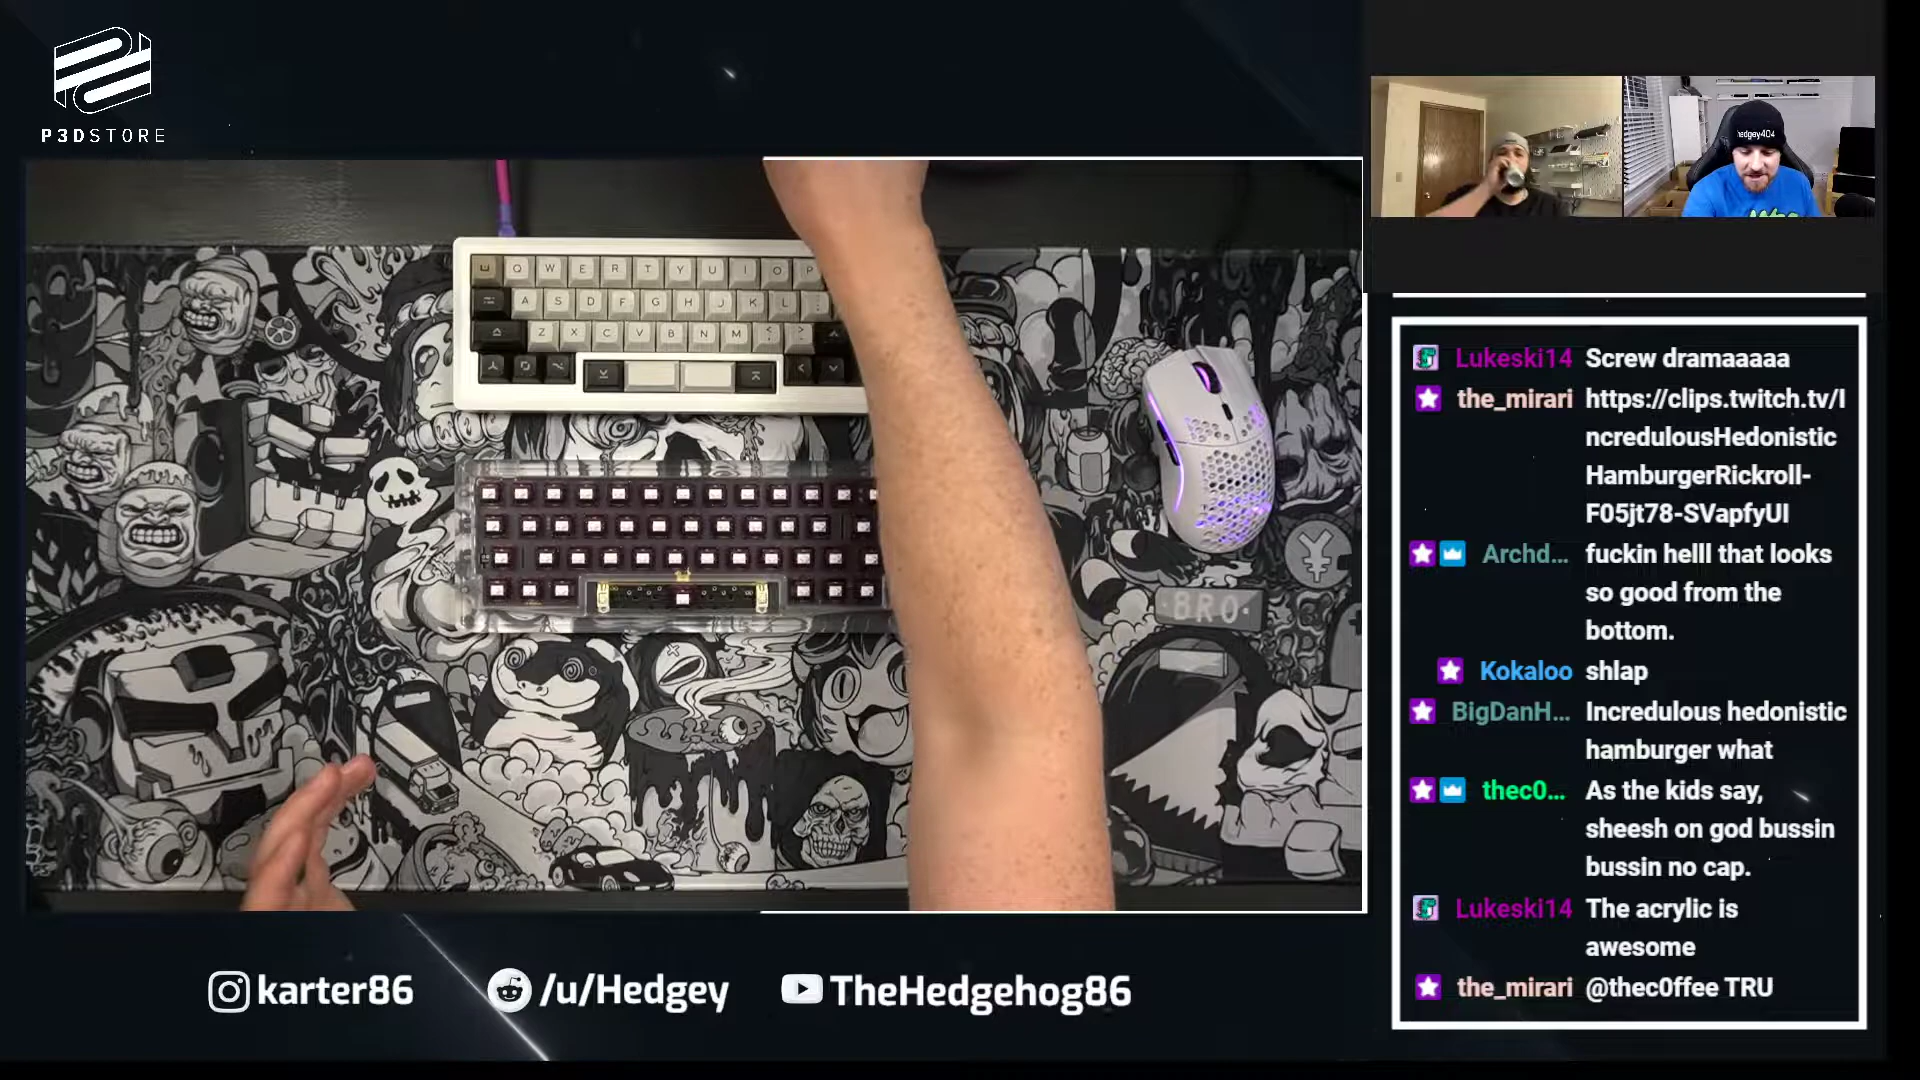 P3DSTORE
hedgey404
Q W E R T Y U I O P
A S D F G H J K L
Z X C V B N M
BRO
Lukeski14 Screw dramaaaaa
the_mirari https://clips.twitch.tv/I
ncredulousHedonistic
HamburgerRickroll-
F05jt78-SVapfyUI
Archd... fuckin helll that looks
so good from the
bottom.
Kokaloo shlap
BigDanH... Incredulous hedonistic
hamburger what
thec0... As the kids say,
sheesh on god bussin
bussin no cap.
Lukeski14 The acrylic is
awesome
the_mirari @thec0ffee TRU
karter86
/u/Hedgey
TheHedgehog86